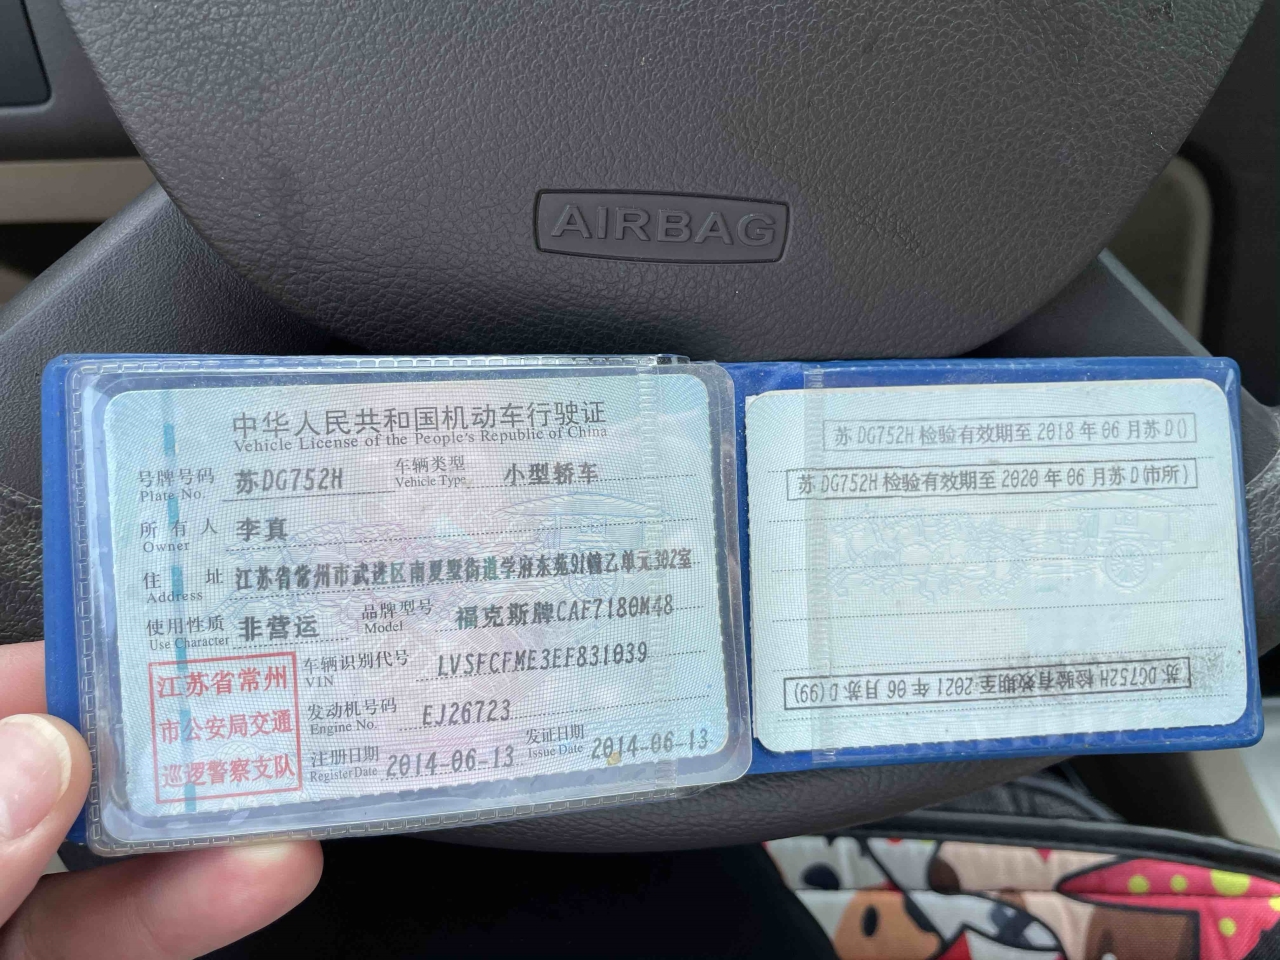 AIRBAG
中华人民共和国机动车行驶证
Vehicle License of the People's Republic of China
号牌号码 苏DG752H 车辆类型 小型轿车
Plate No. Vehicle Type
所有人 李真
Owner
住址 江苏省常州市武进区南夏墅街道学府东苑91幢乙单元302室
Address
使用性质 非营运 品牌型号 福克斯牌CAF7180M48
Use Character Model
车辆识别代号 LVSFCFME3EF831039
VIN
发动机号码 EJ26723
Engine No.
注册日期 2014-06-13 发证日期 2014-06-13
Register Date Issue Date
江苏省常州
市公安局交通
巡逻警察支队
苏DG752H检验有效期至2018年06月苏D()
苏DG752H检验有效期至2020年06月苏D(市所)
苏DG752H检验有效期至2021年06月苏D(99)